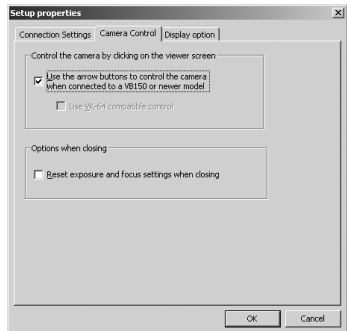 Setup properties
Connection Settings Camera Control Display option
Control the camera by clicking on the viewer screen
Use the arrow buttons to control the camera
when connected to a VB150 or newer model
Use VK-64 compatible control
Options when closing
Reset exposure and focus settings when closing
OK Cancel